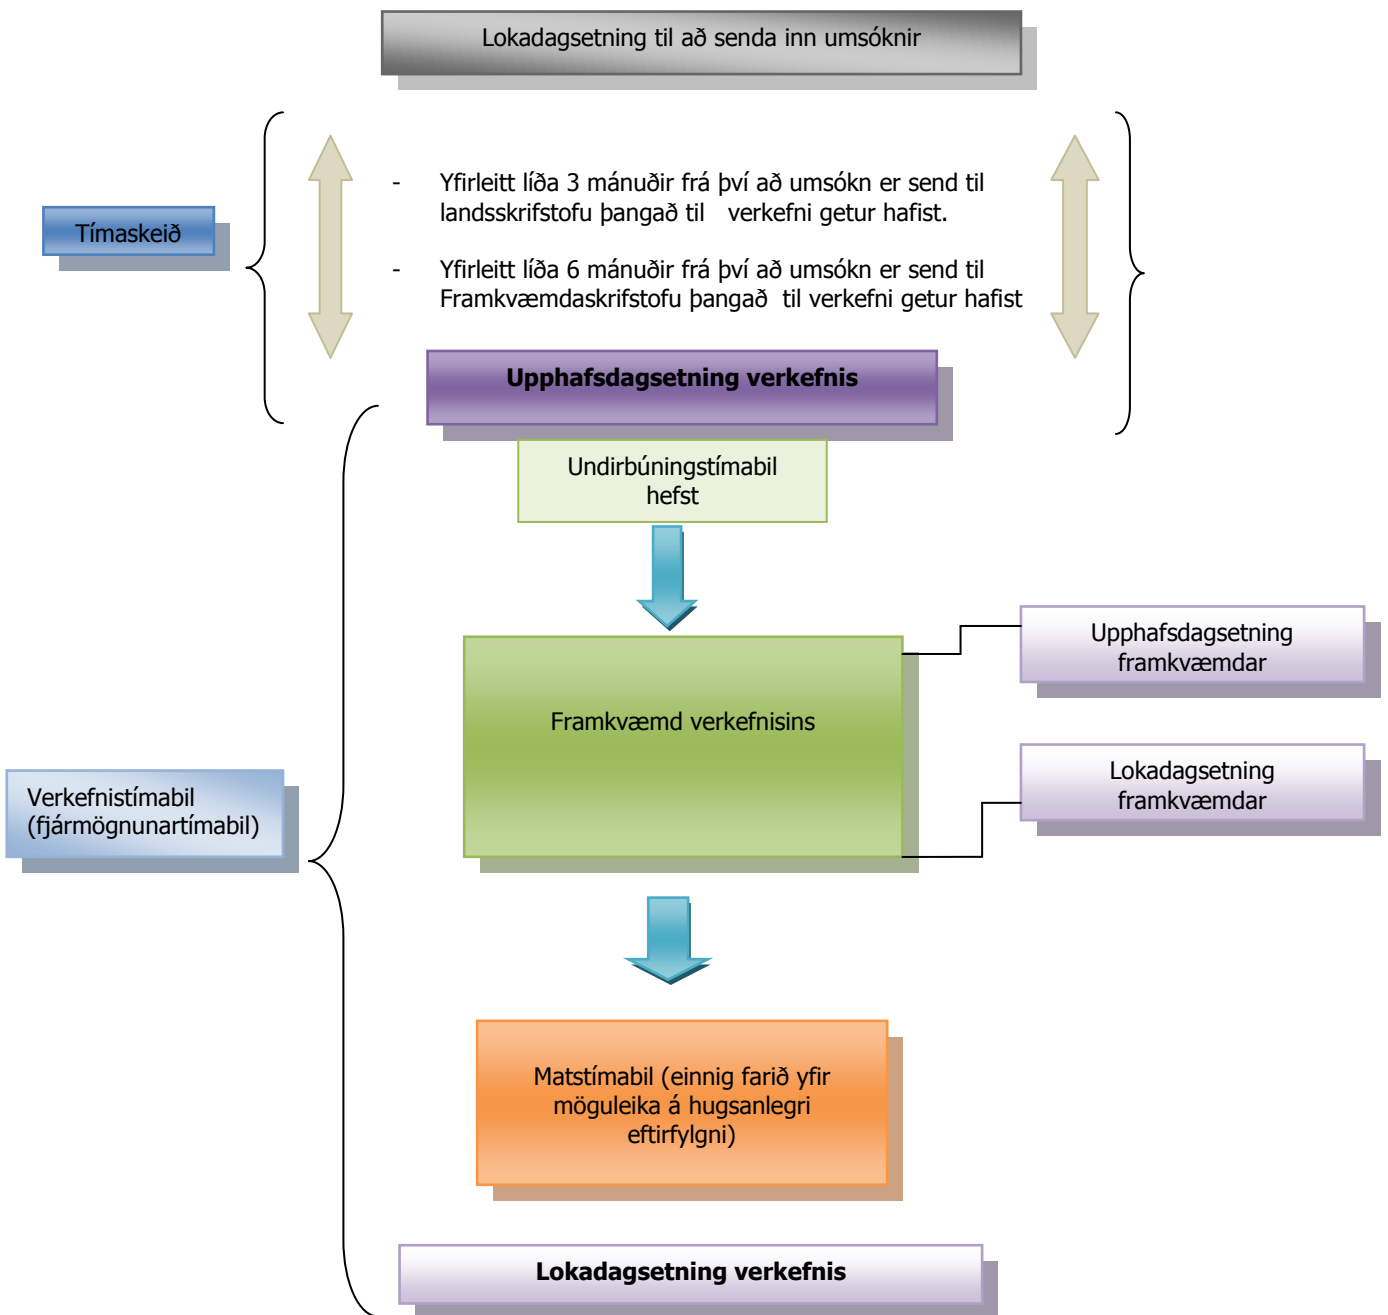 Lokadagsetning til að senda inn umsóknir
Tímaskeið
- Yfirleitt líða 3 mánuðir frá því að umsókn er send til
landsskrifstofu þangað til verkefni getur hafist.
- Yfirleitt líða 6 mánuðir frá því að umsókn er send til
Framkvæmdaskrifstofu þangað til verkefni getur hafist
Upphafsdagsetning verkefnis
Undirbúningstímabil
hefst
Upphafsdagsetning
framkvæmdar
Framkvæmd verkefnisins
Lokadagsetning
framkvæmdar
Verkefnistímabil
(fjármögnunartímabil)
Matstímabil (einnig farið yfir
möguleika á hugsanlegri
eftirfylgni)
Lokadagsetning verkefnis